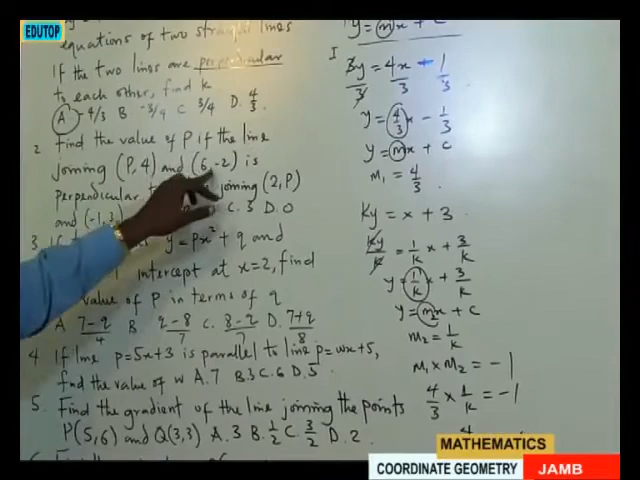 EDUTOP
equations of two straight lines
If the two lines are perpendicular
to each other, find k
A -4/3 B -3/4 C 3/4 D. 4/3
2 Find the value of P if the line
joining (P, 4) and (6, -2) is
perpendicular joining (2, P)
and (-1, 3) C. 3 D. 0
3 y = px² + q and
intercept at x=2, find
value of P in terms of q
A 7-q/4 B q-8/7 C. 8-q/7 D. 7+q/8
4 If line p=5x+3 is parallel to line p=wx+5,
find the value of w A.7 B.3 C.6 D.5
5. Find the gradient of the line joining the points
P(5,6) and Q(3,3) A. 3 B. 1/2 C. 3/2 D. 2.
y = mx + c
I 3y/3 = 4x/3 - 1/3
y = 4/3 x - 1/3
y = mx + c
m₁ = 4/3
Ky = x + 3
Ky/K = 1/K x + 3/K
y = 1/K x + 3/K
y = mx + c
m₂ = 1/K
m₁ x m₂ = -1
4/3 x 1/K = -1
4
MATHEMATICS
COORDINATE GEOMETRY
JAMB